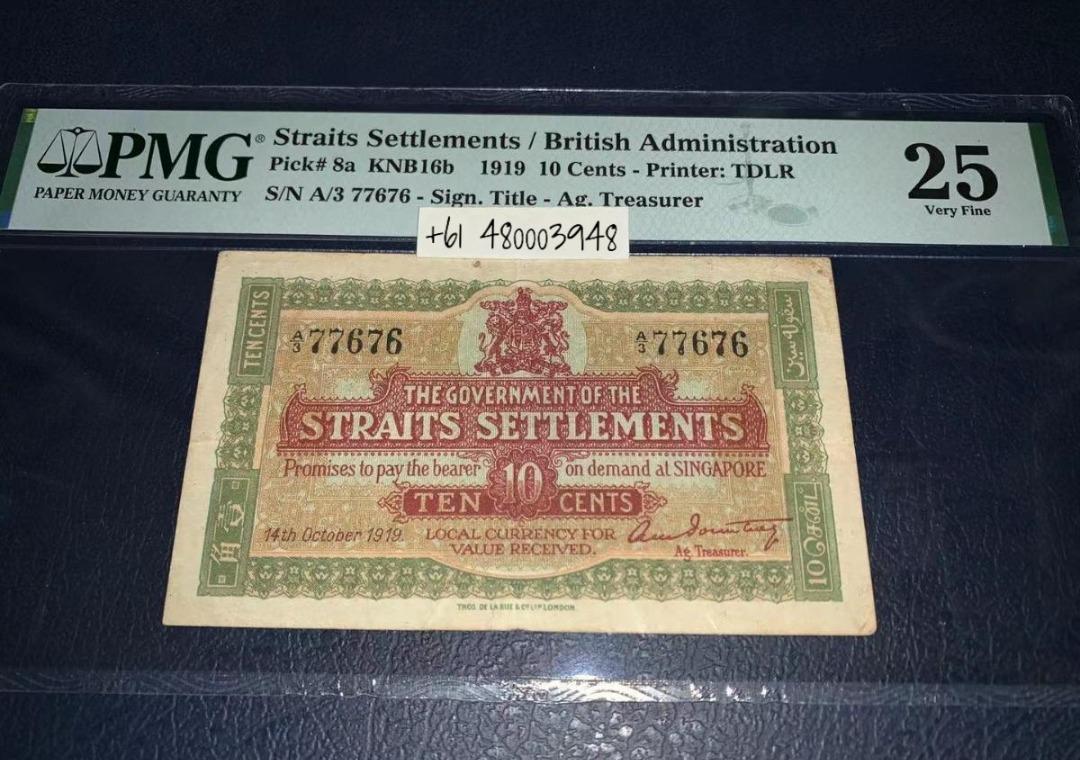 PMG®
PAPER MONEY GUARANTY
Straits Settlements / British Administration
Pick# 8a KNB16b 1919 10 Cents - Printer: TDLR
S/N A/3 77676 - Sign. Title - Ag. Treasurer
25
Very Fine
+61 480003948
TEN CENTS
A/3 77676
A/3 77676
THE GOVERNMENT OF THE
STRAITS SETTLEMENTS
Promises to pay the bearer on demand at SINGAPORE
10
TEN CENTS
14th October 1919.
LOCAL CURRENCY FOR
VALUE RECEIVED.
Ag. Treasurer.
壹角
10 செண்ட்
THOS. DE LA RUE & CO LTD LONDON.